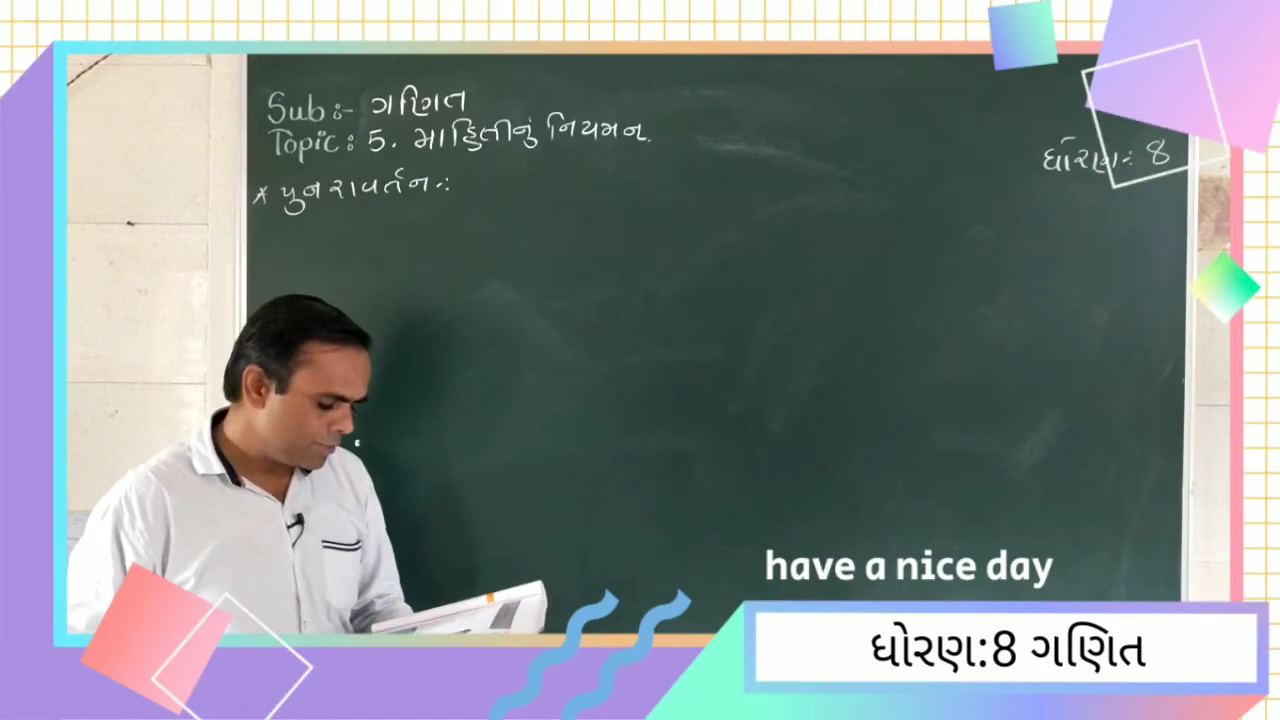 Sub :- ગણિત
Topic : 5. માહિતીનું નિયમન.
ધોરણ : 8
* પુનરાવર્તન :
have a nice day
ધોરણ:8 ગણિત